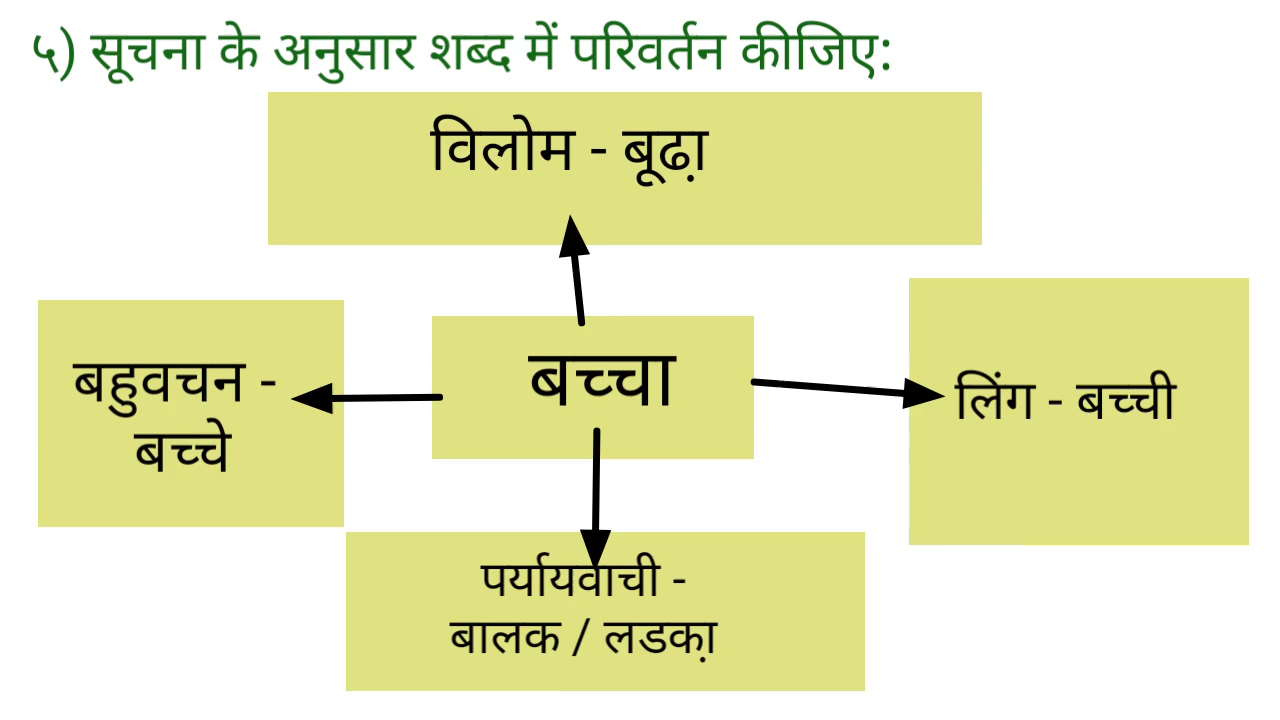 ५) सूचना के अनुसार शब्द में परिवर्तन कीजिए:
विलोम - बूढा़
बहुवचन -
बच्चे
बच्चा
लिंग - बच्ची
पर्यायवाची -
बालक / लडका़